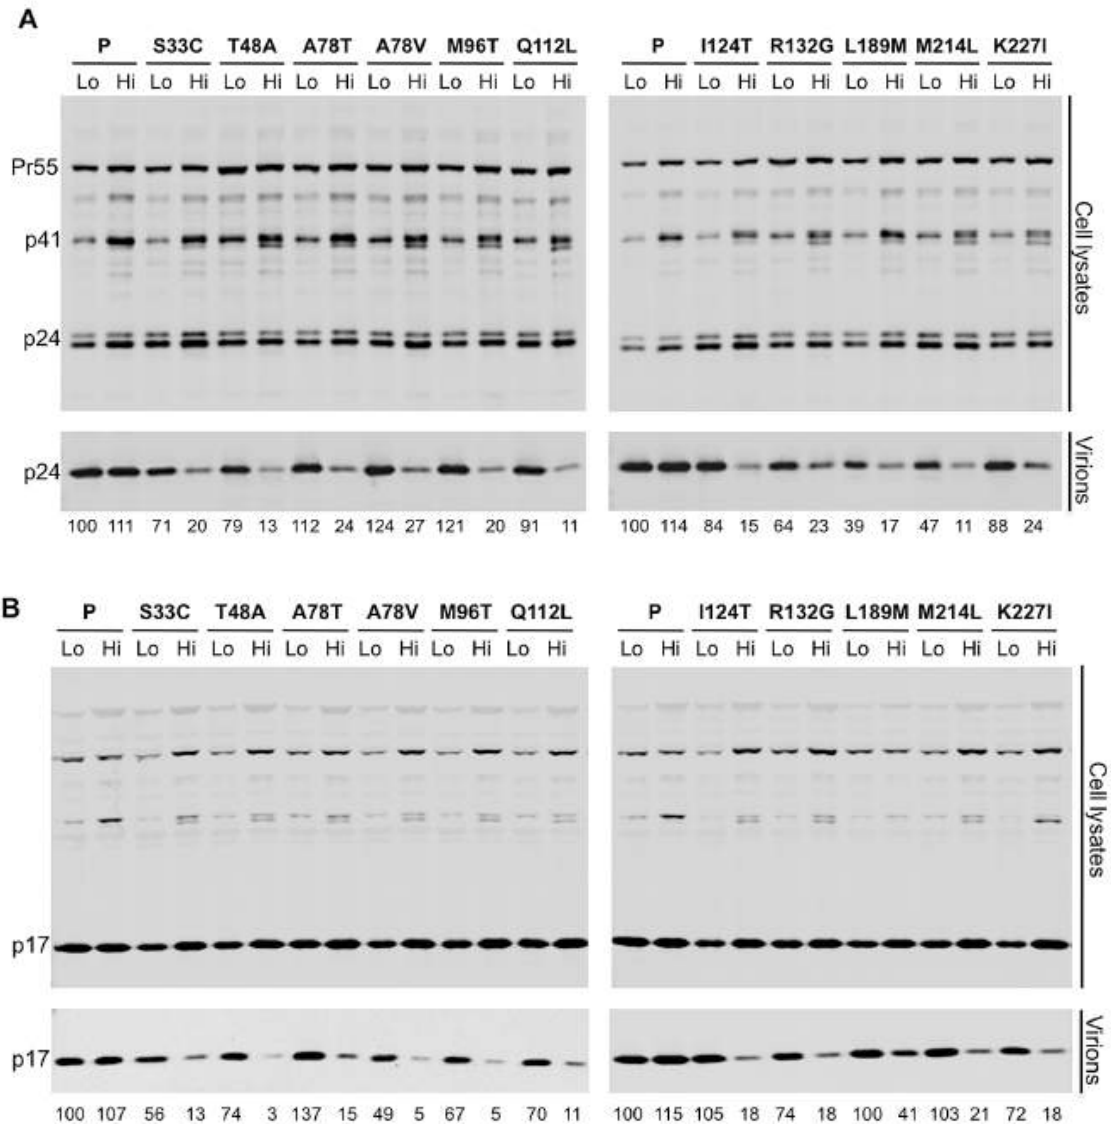 A
P S33C T48A A78T A78V M96T Q112L P I124T R132G L189M M214L K227I
Lo Hi Lo Hi Lo Hi Lo Hi Lo Hi Lo Hi Lo Hi Lo Hi Lo Hi Lo Hi Lo Hi Lo Hi Lo Hi
Pr55
p41
p24
Cell lysates
p24
Virions
100 111 71 20 79 13 112 24 124 27 121 20 91 11 100 114 84 15 64 23 39 17 47 11 88 24
B
P S33C T48A A78T A78V M96T Q112L P I124T R132G L189M M214L K227I
Lo Hi Lo Hi Lo Hi Lo Hi Lo Hi Lo Hi Lo Hi Lo Hi Lo Hi Lo Hi Lo Hi Lo Hi Lo Hi
Cell lysates
p17
p17
Virions
100 107 56 13 74 3 137 15 49 5 67 5 70 11 100 115 105 18 74 18 100 41 103 21 72 18